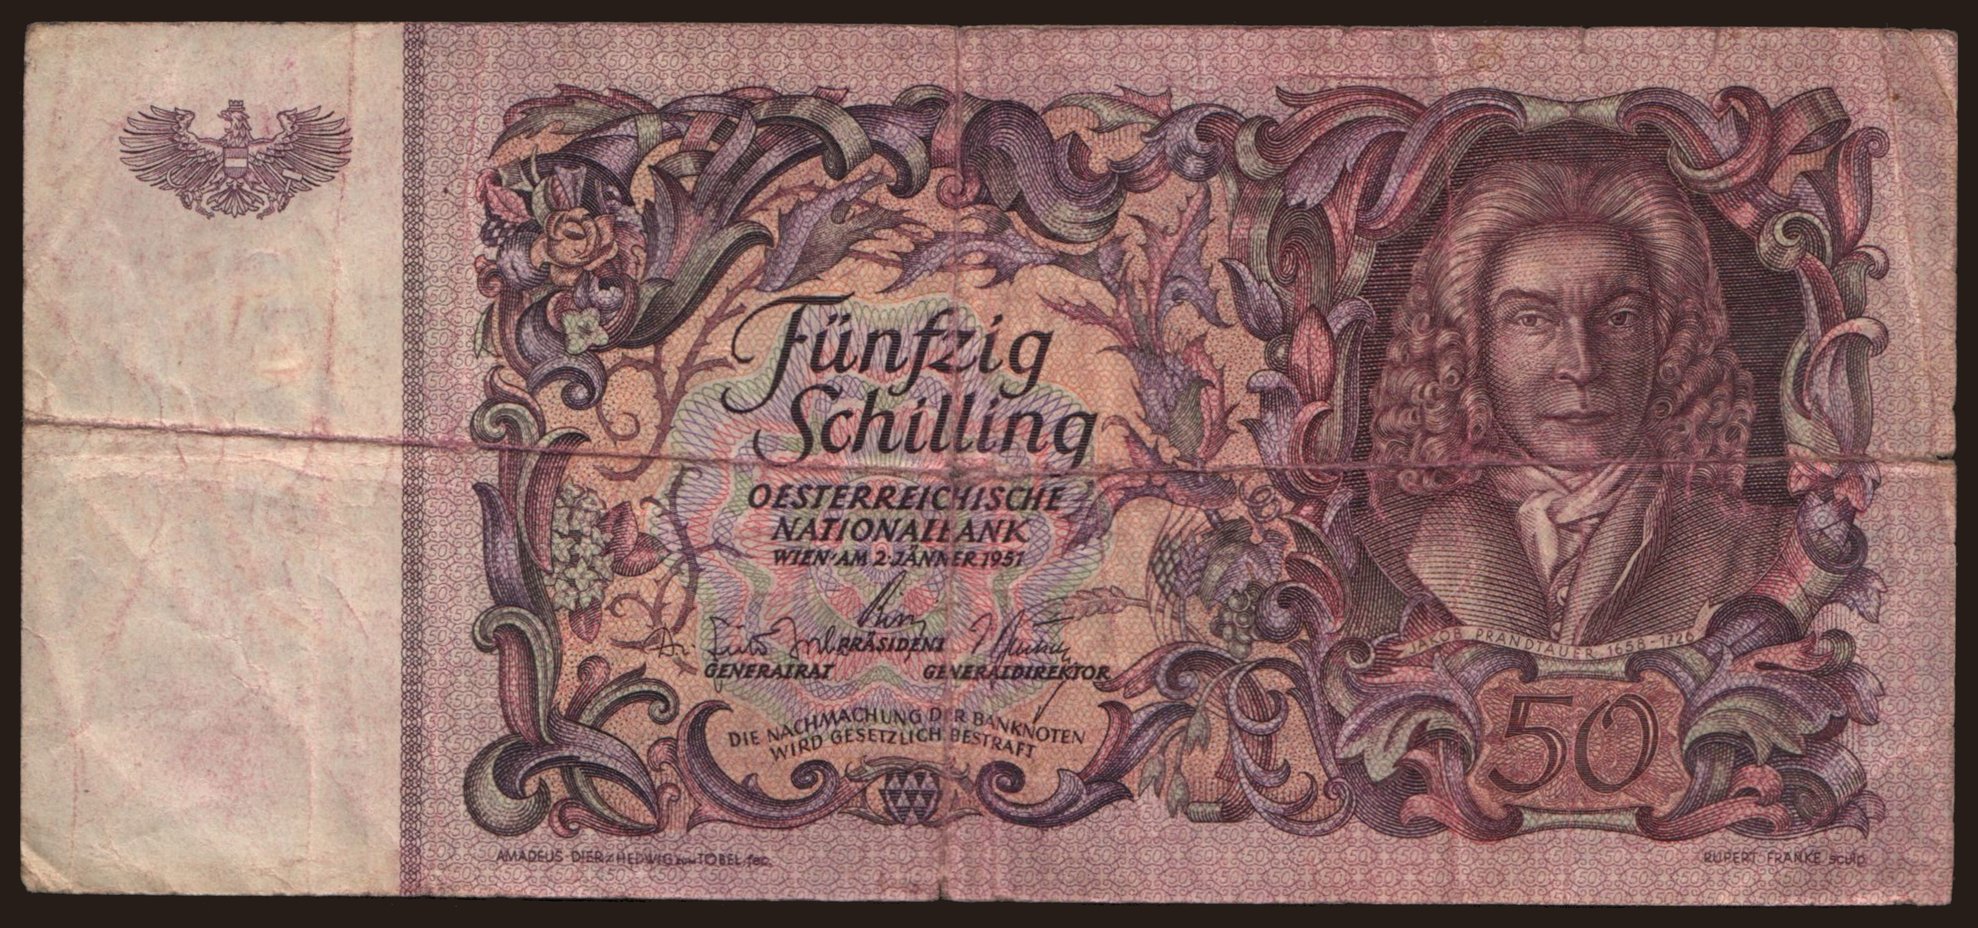 Fünfzig
Schilling
OESTERREICHISCHE
NATIONALBANK
WIEN·AM 2·JÄNNER 1951
PRÄSIDENT
GENERALRAT GENERALDIREKTOR
DIE NACHMACHUNG DER BANKNOTEN
WIRD GESETZLICH BESTRAFT
JAKOB PRANDTAUER 1658-1726
50
AMADEUS DIER/HEDWIG zum TOBEL fec.
RUPERT FRANKE sculp.